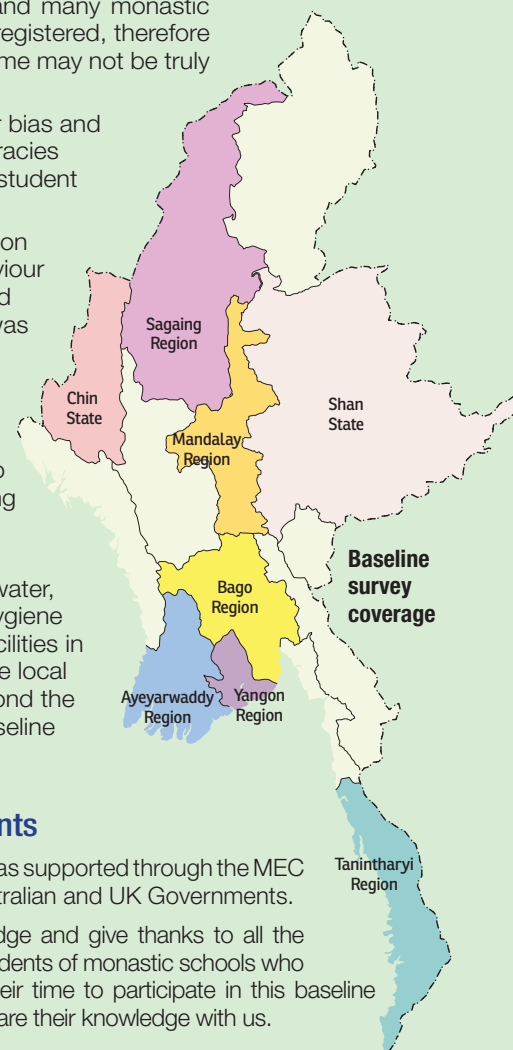 and many monastic
registered, therefore
me may not be truly
r bias and
racies
student
on
viour
d
was
o
ng
water,
ygiene
cilities in
e local
ond the
seline
nts
as supported through the MEC
tralian and UK Governments.
dge and give thanks to all the
dents of monastic schools who
eir time to participate in this baseline
are their knowledge with us.
Sagaing
Region
Chin
State
Mandalay
Region
Shan
State
Baseline
survey
coverage
Bago
Region
Ayeyarwaddy
Region
Yangon
Region
Tanintharyi
Region